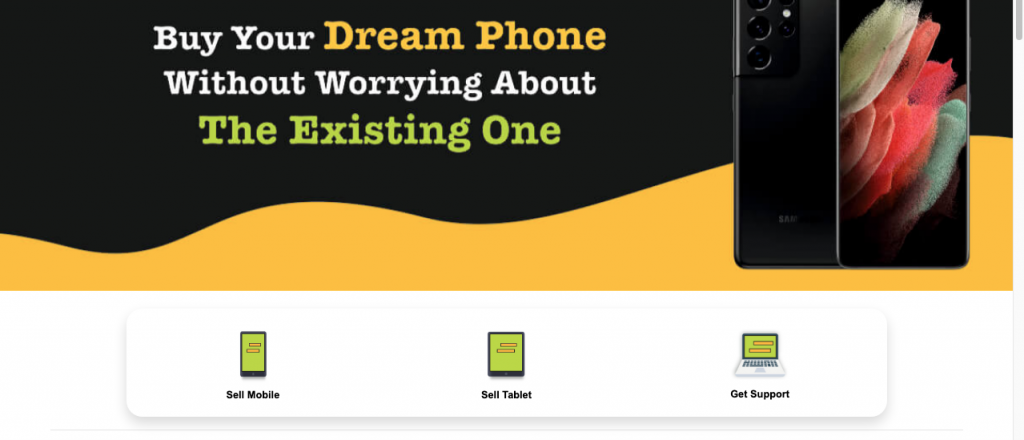 Buy Your Dream Phone
Without Worrying About
The Existing One
SAM
Sell Mobile
Sell Tablet
Get Support